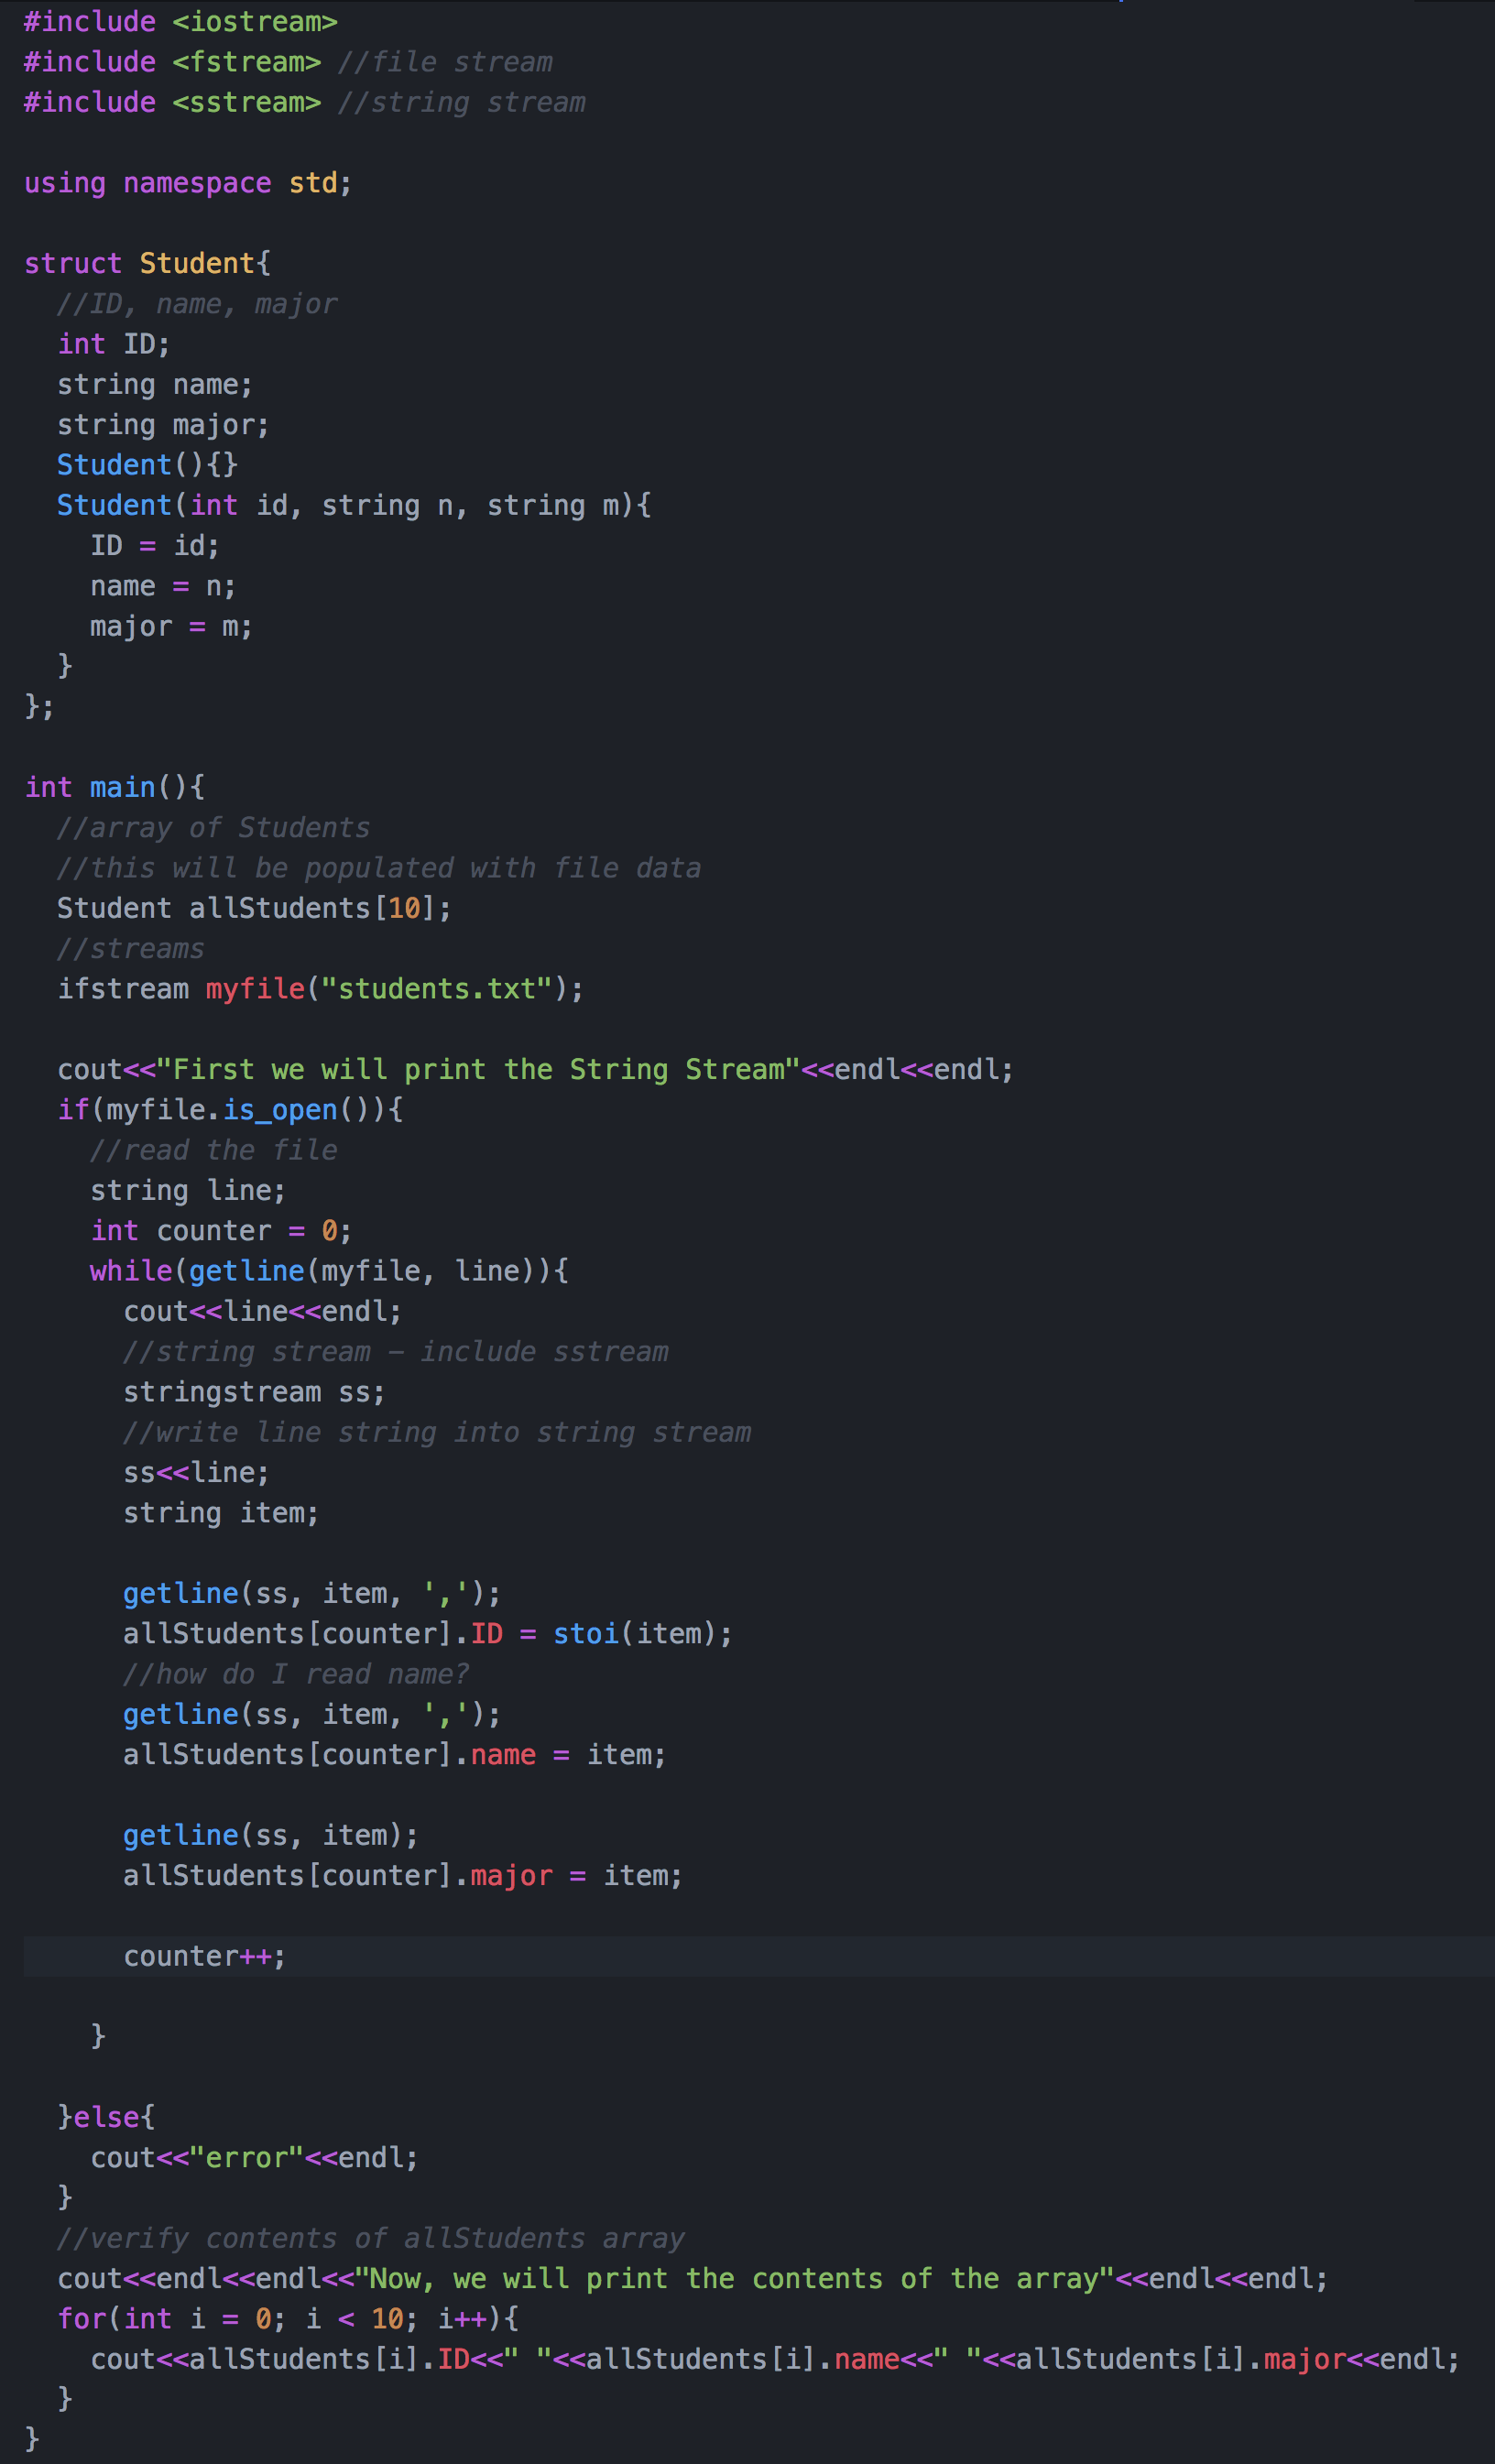 #include <iostream>
#include <fstream> //file stream
#include <sstream> //string stream

using namespace std;

struct Student{
  //ID, name, major
  int ID;
  string name;
  string major;
  Student(){}
  Student(int id, string n, string m){
    ID = id;
    name = n;
    major = m;
  }
};

int main(){
  //array of Students
  //this will be populated with file data
  Student allStudents[10];
  //streams
  ifstream myfile("students.txt");

  cout<<"First we will print the String Stream"<<endl<<endl;
  if(myfile.is_open()){
    //read the file
    string line;
    int counter = 0;
    while(getline(myfile, line)){
      cout<<line<<endl;
      //string stream – include sstream
      stringstream ss;
      //write line string into string stream
      ss<<line;
      string item;

      getline(ss, item, ',');
      allStudents[counter].ID = stoi(item);
      //how do I read name?
      getline(ss, item, ',');
      allStudents[counter].name = item;

      getline(ss, item);
      allStudents[counter].major = item;

      counter++;

    }

  }else{
    cout<<"error"<<endl;
  }
  //verify contents of allStudents array
  cout<<endl<<endl<<"Now, we will print the contents of the array"<<endl<<endl;
  for(int i = 0; i < 10; i++){
    cout<<allStudents[i].ID<<" "<<allStudents[i].name<<" "<<allStudents[i].major<<endl;
  }
}